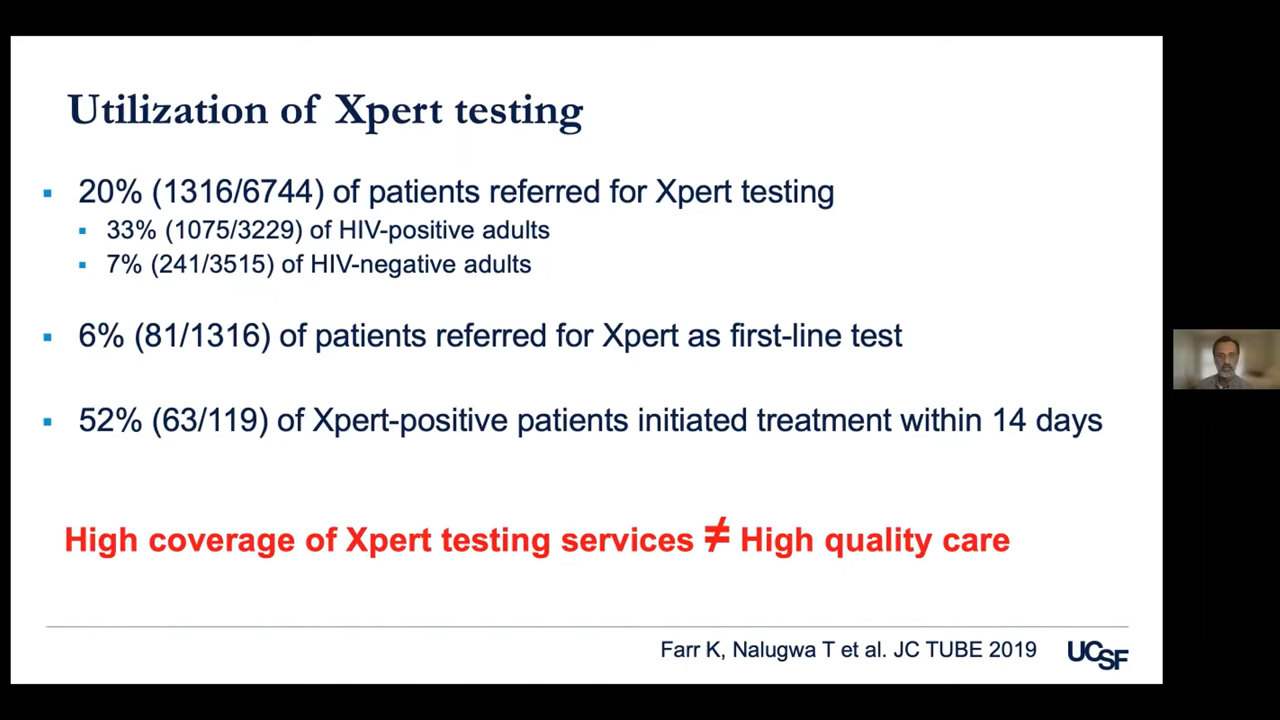 Utilization of Xpert testing
▪ 20% (1316/6744) of patients referred for Xpert testing
▪ 33% (1075/3229) of HIV-positive adults
▪ 7% (241/3515) of HIV-negative adults
▪ 6% (81/1316) of patients referred for Xpert as first-line test
▪ 52% (63/119) of Xpert-positive patients initiated treatment within 14 days
High coverage of Xpert testing services ≠ High quality care
Farr K, Nalugwa T et al. JC TUBE 2019
UCSF